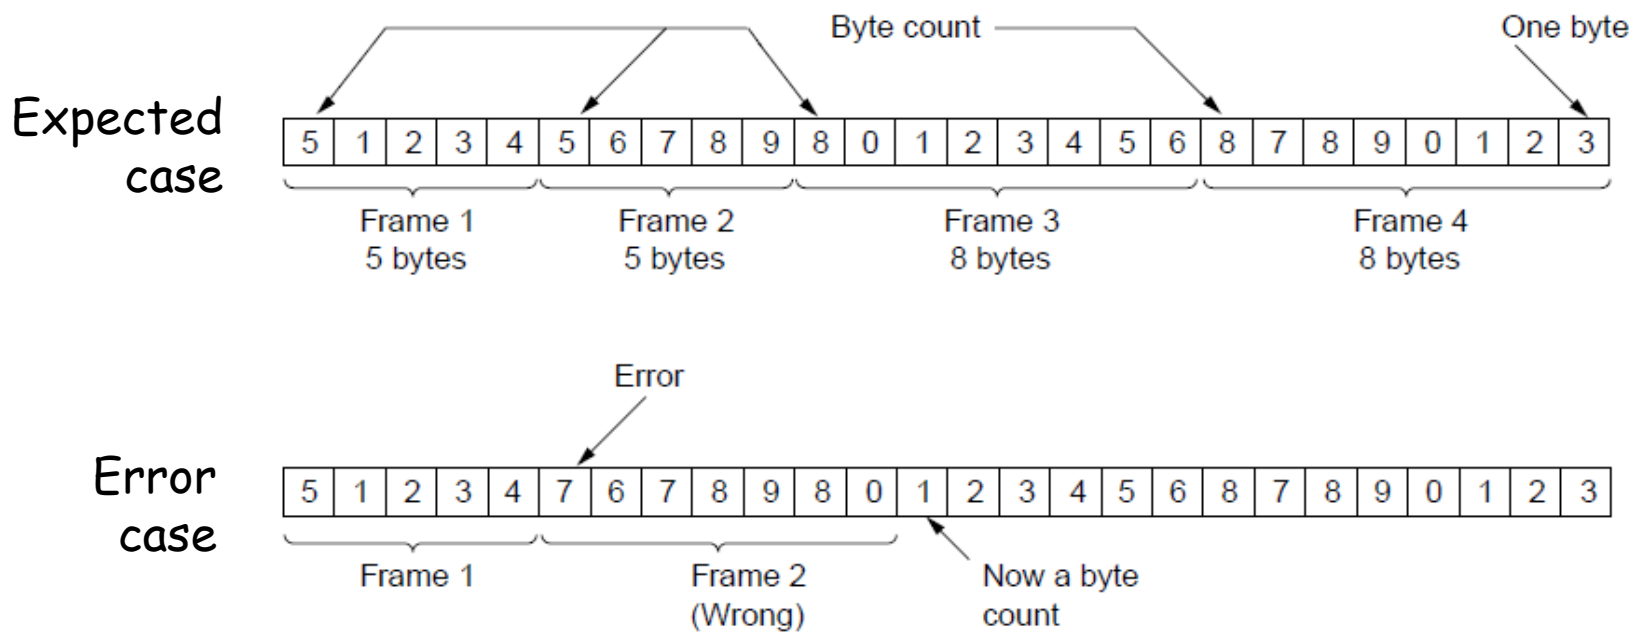 Byte count
One byte
Expected
case
5 1 2 3 4 5 6 7 8 9 8 0 1 2 3 4 5 6 8 7 8 9 0 1 2 3
Frame 1
5 bytes
Frame 2
5 bytes
Frame 3
8 bytes
Frame 4
8 bytes
Error
Error
case
5 1 2 3 4 7 6 7 8 9 8 0 1 2 3 4 5 6 8 7 8 9 0 1 2 3
Frame 1
Frame 2
(Wrong)
Now a byte
count